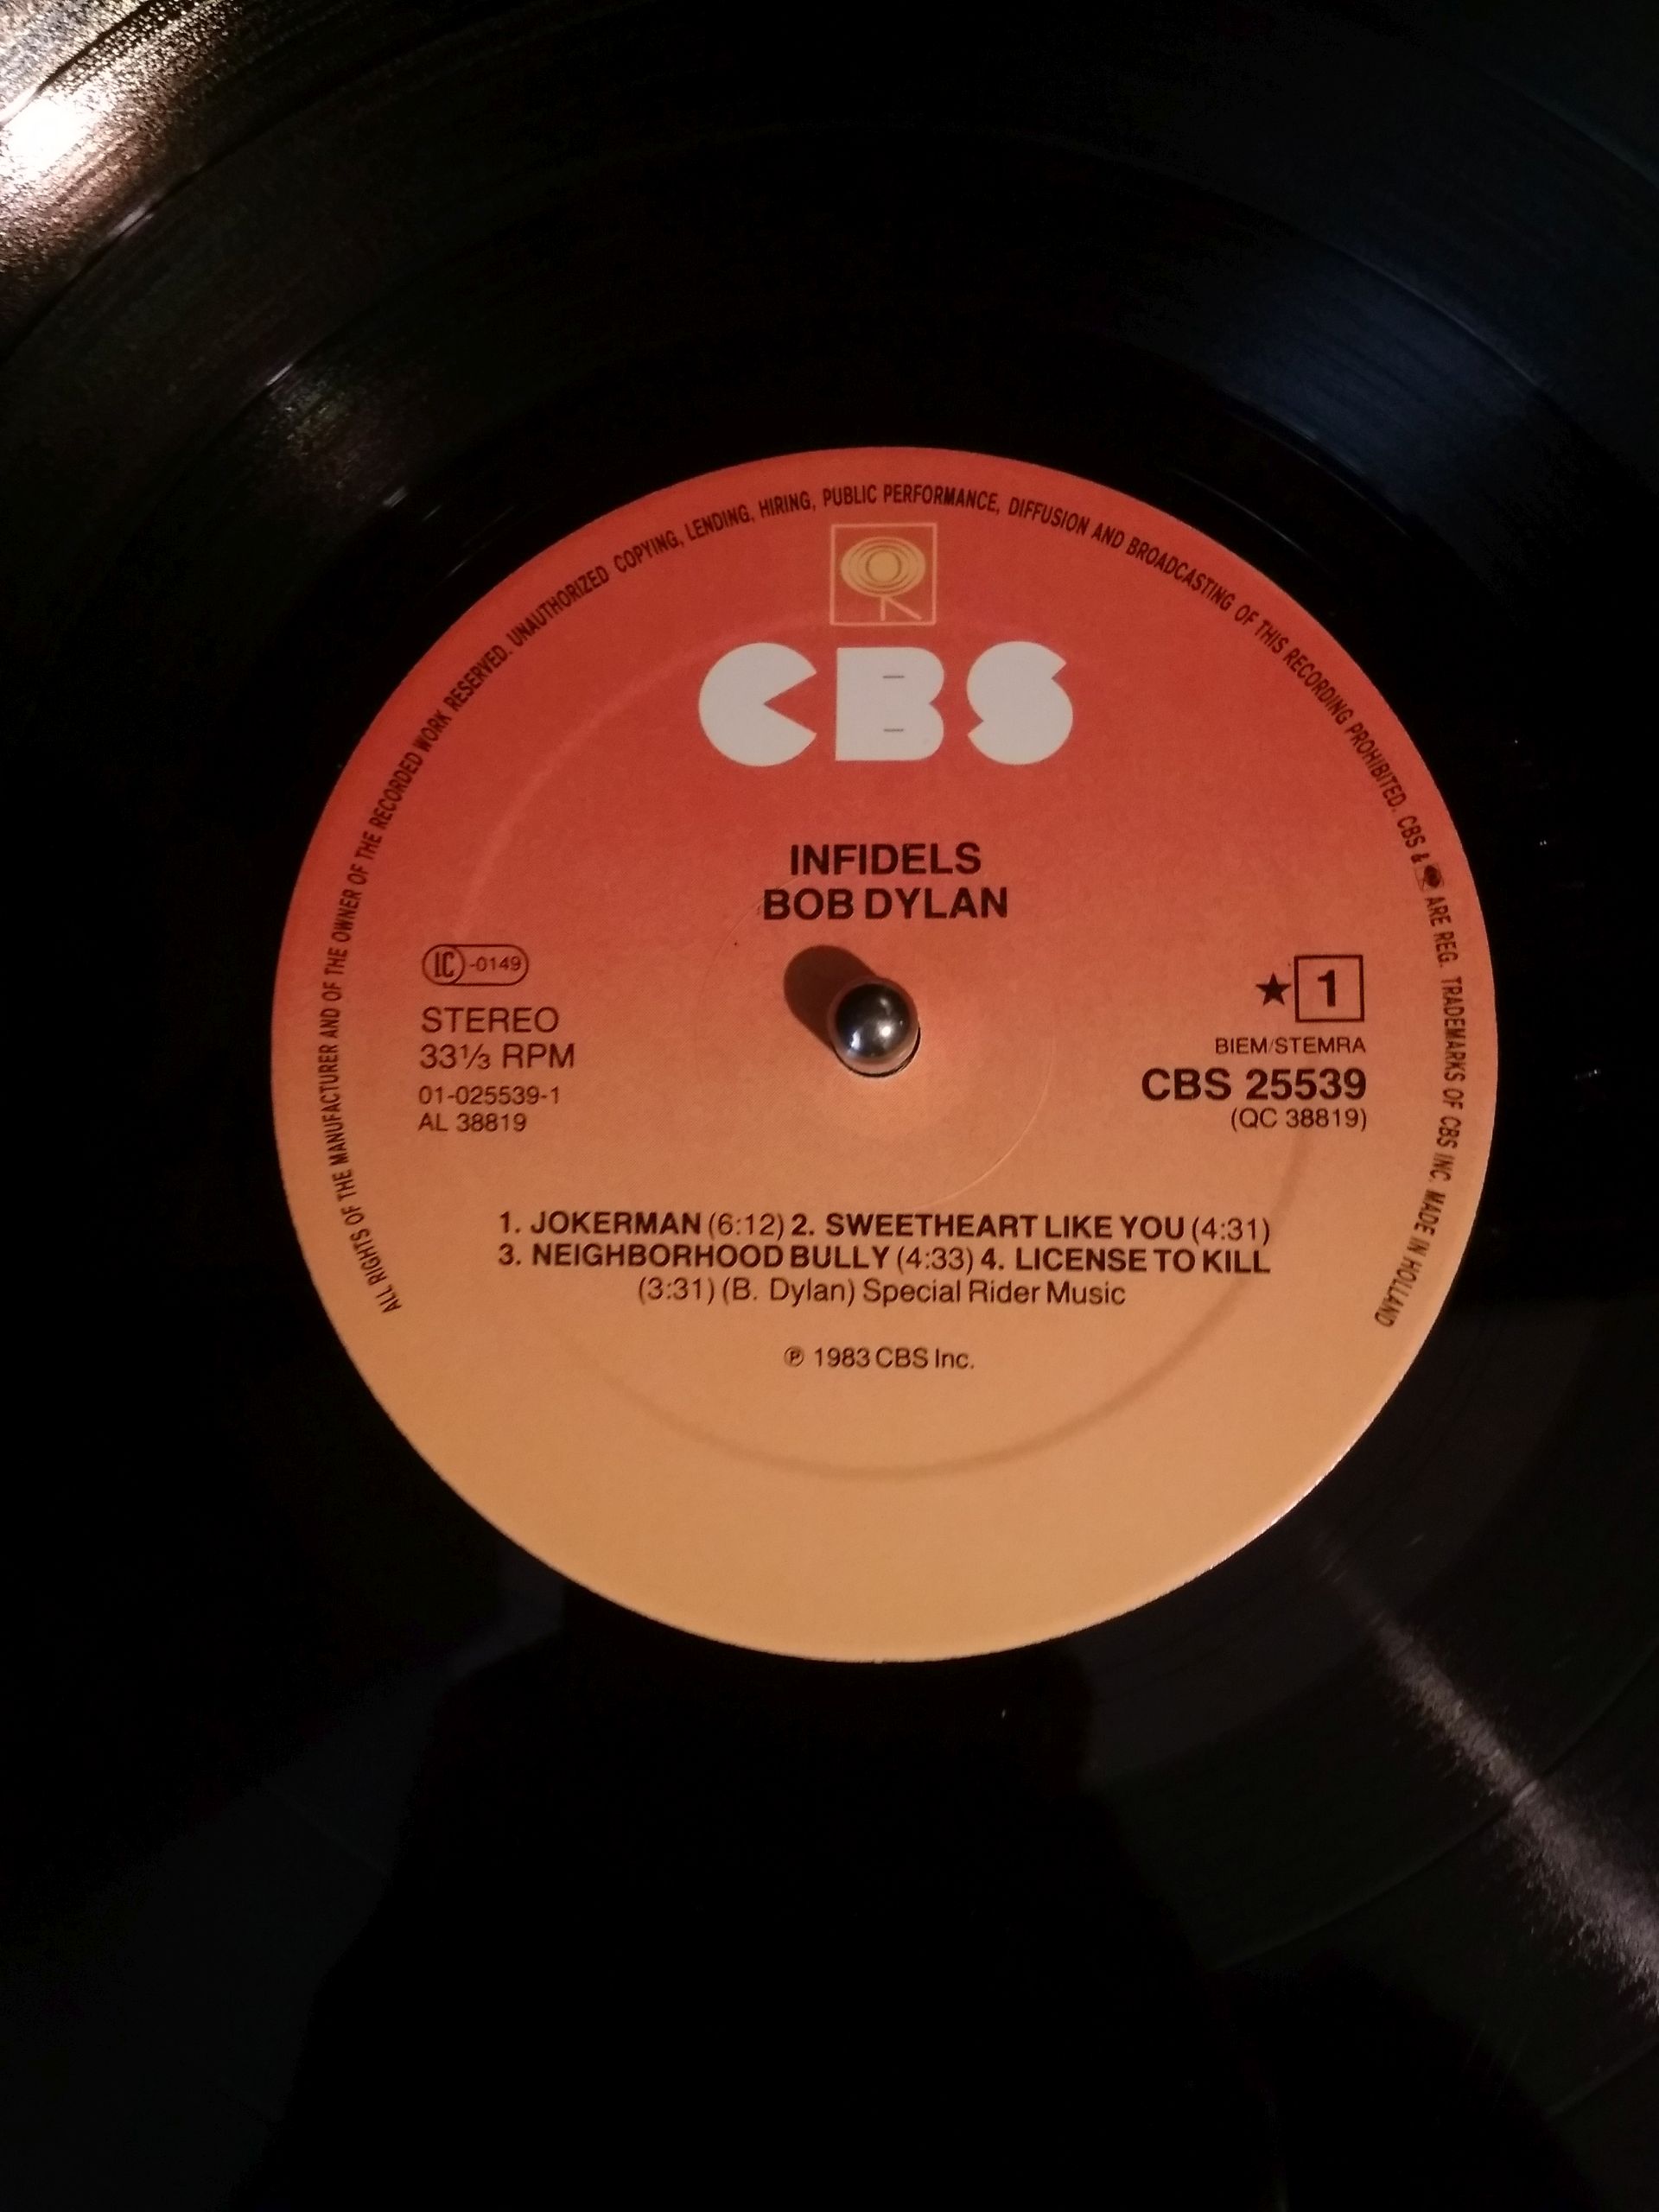 ALL RIGHTS OF THE MANUFACTURER AND OF THE OWNER OF THE RECORDED WORK RESERVED. UNAUTHORIZED COPYING, LENDING, HIRING, PUBLIC PERFORMANCE, DIFFUSION AND BROADCASTING OF THIS RECORDING PROHIBITED. CBS & ARE REG. TRADEMARKS OF CBS INC. MADE IN HOLLAND
CBS
INFIDELS
BOB DYLAN
LC-0149
STEREO
33⅓ RPM
01-025539-1
AL 38819
★ 1
BIEM/STEMRA
CBS 25539
(QC 38819)
1. JOKERMAN (6:12) 2. SWEETHEART LIKE YOU (4:31)
3. NEIGHBORHOOD BULLY (4:33) 4. LICENSE TO KILL
(3:31) (B. Dylan) Special Rider Music
℗ 1983 CBS Inc.